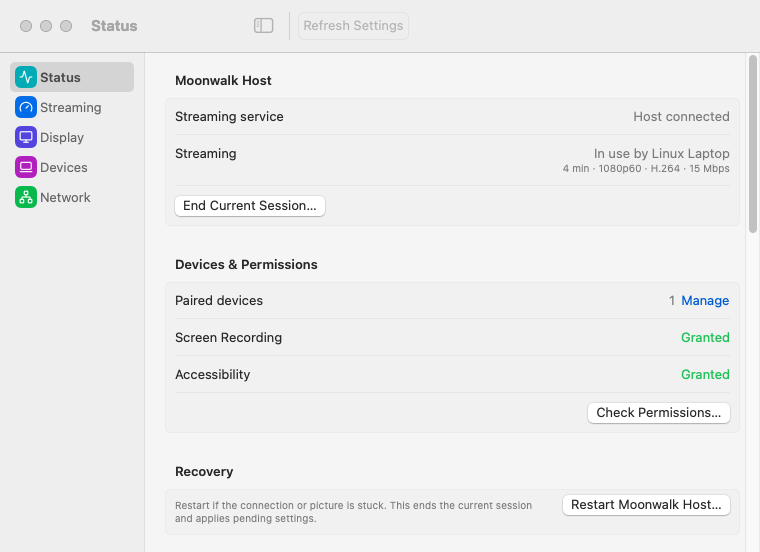 Status
Refresh Settings
Status
Streaming
Display
Devices
Network
Moonwalk Host
Streaming service
Host connected
Streaming
In use by Linux Laptop
4 min · 1080p60 · H.264 · 15 Mbps
End Current Session...
Devices & Permissions
Paired devices
1 Manage
Screen Recording
Granted
Accessibility
Granted
Check Permissions...
Recovery
Restart if the connection or picture is stuck. This ends the current session
and applies pending settings.
Restart Moonwalk Host...